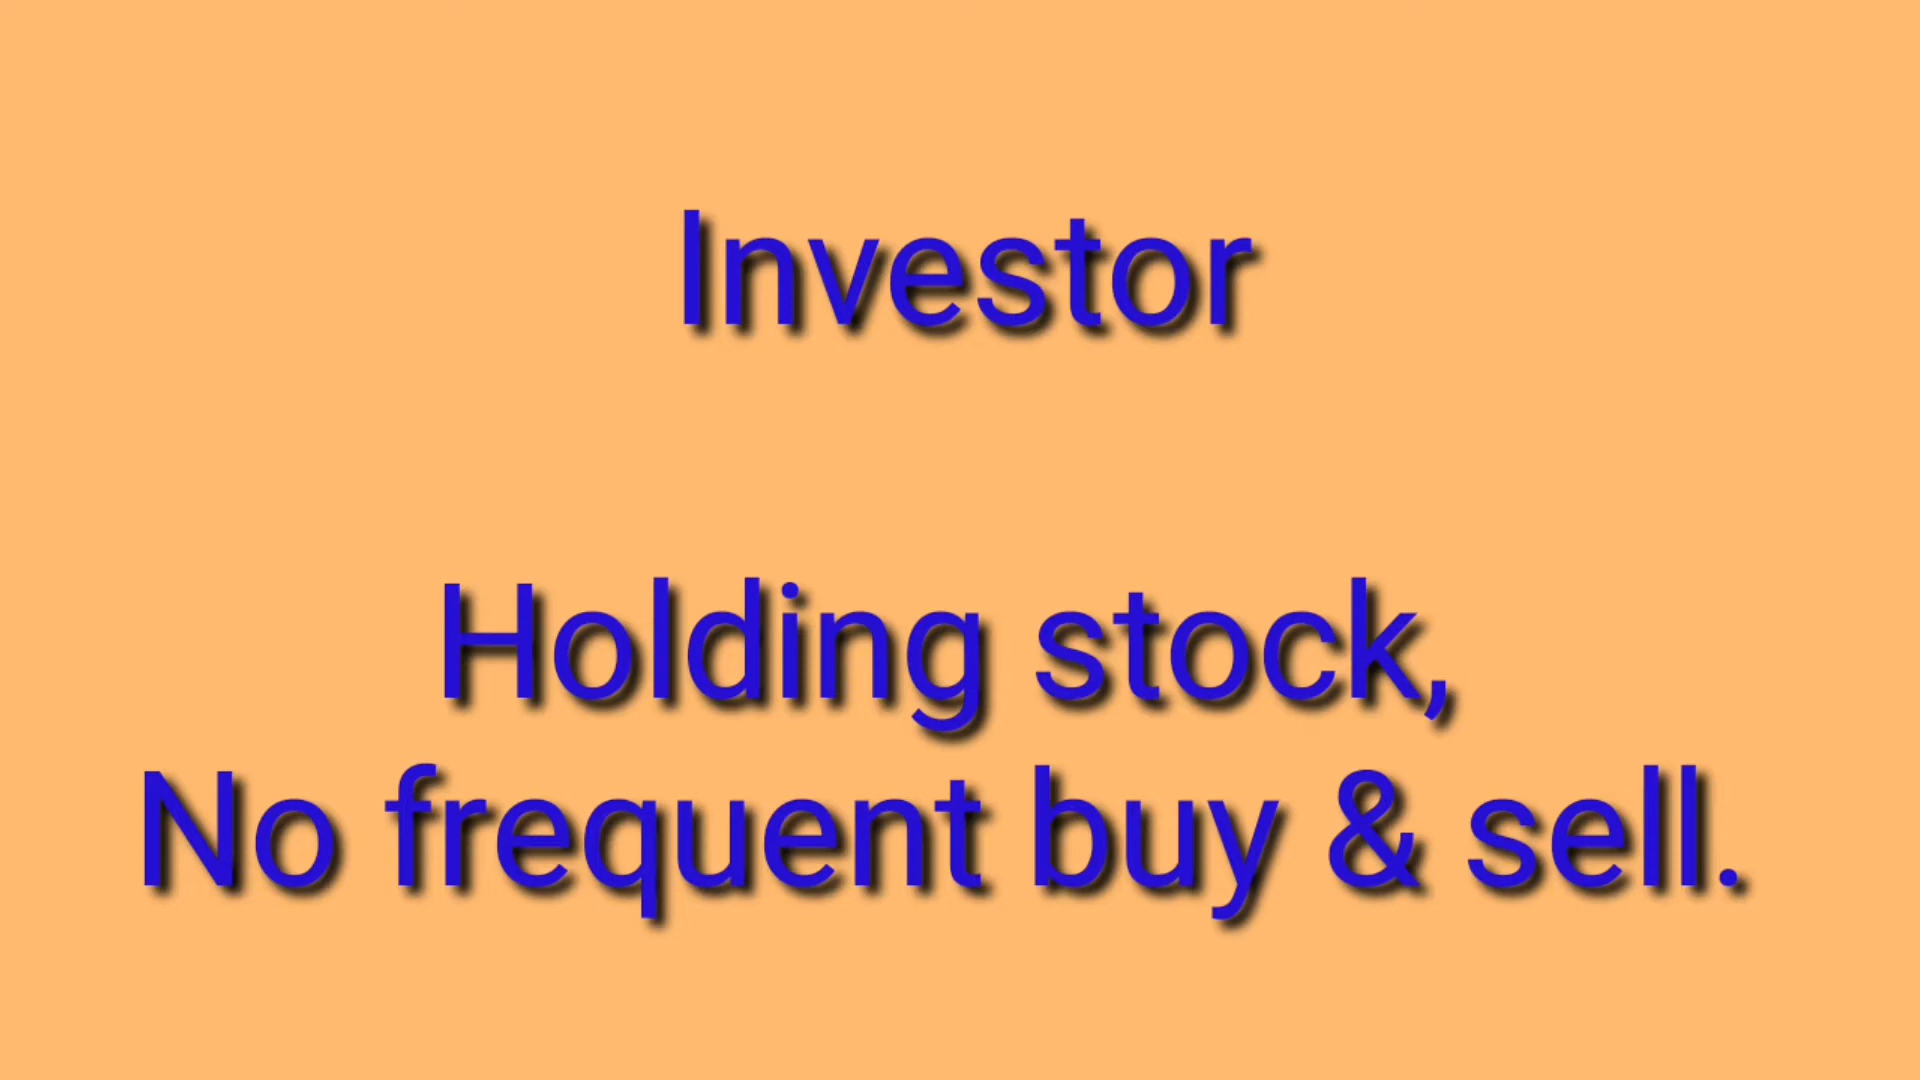 Investor
Holding stock,
No frequent buy & sell.